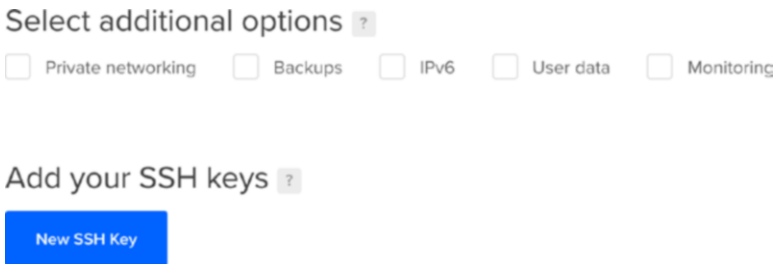 Select additional options ?
Private networking Backups IPv6 User data Monitoring
Add your SSH keys ?
New SSH Key